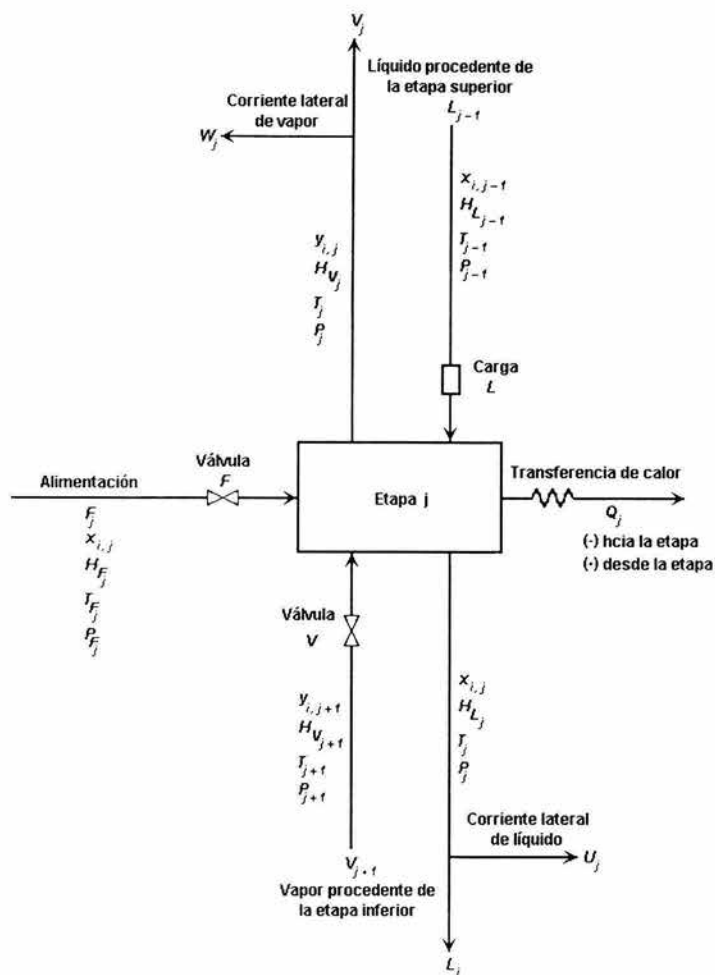 V_j
Líquido procedente de
la etapa superior
L_{j-1}
Corriente lateral
de vapor
W_j
x_{i,j-1}
H_{L_{j-1}}
T_{j-1}
P_{j-1}
y_{i,j}
H_{V_j}
T_j
P_j
Carga
L
Alimentación
Válvula
F
Etapa j
Transferencia de calor
Q_j
(-) hcia la etapa
(·) desde la etapa
F_j
x_{i,j}
H_{F_j}
T_{F_j}
P_{F_j}
Válvula
V
y_{i,j+1}
H_{V_{j+1}}
T_{j+1}
P_{j+1}
x_{i,j}
H_{L_j}
T_j
P_j
Corriente lateral
de líquido
U_j
V_{j·1}
Vapor procedente de
la etapa inferior
L_j